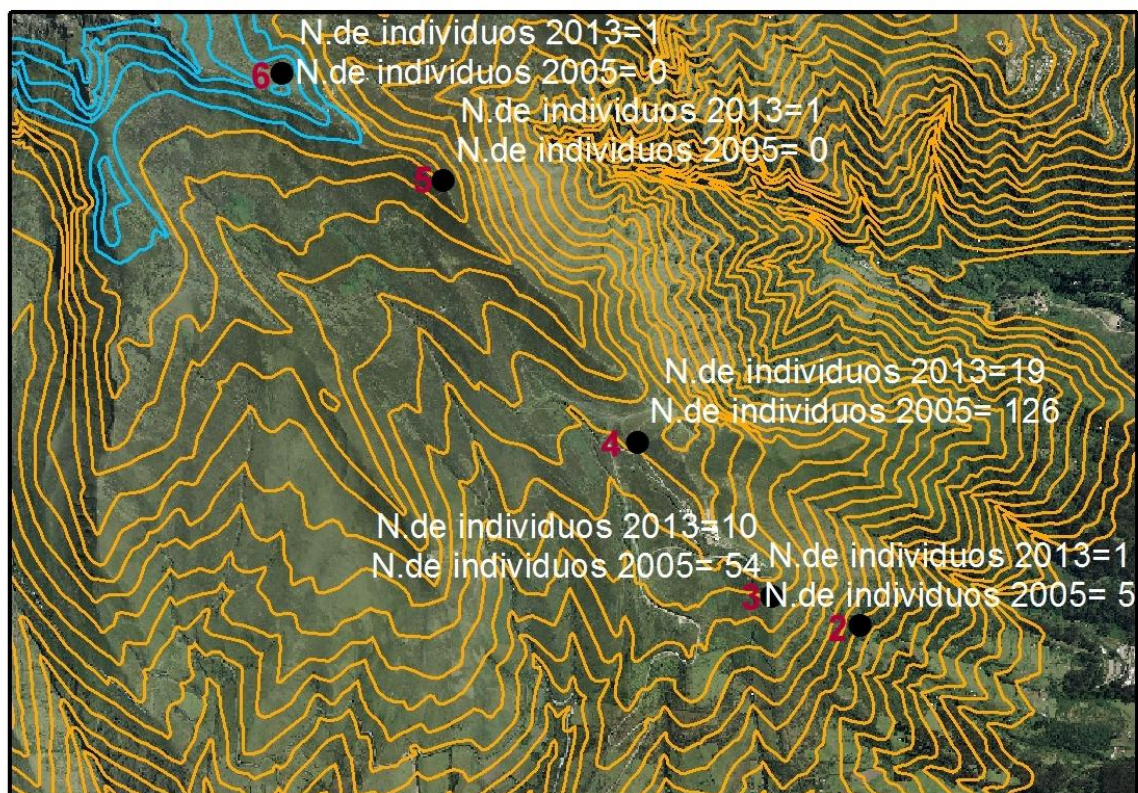 N.de individuos 2013=1
6
N.de individuos 2005= 0
N.de individuos 2013=1
N.de individuos 2005= 0
5
N.de individuos 2013=19
N.de individuos 2005= 126
4
N.de individuos 2013=10
N.de individuos 2005= 54
3
N.de individuos 2013=1
N.de individuos 2005= 5
2